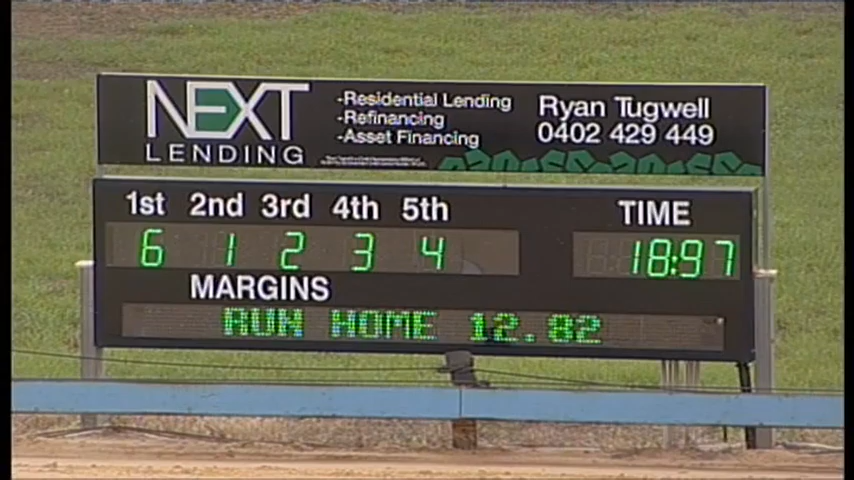 NEXT
LENDING
-Residential Lending
-Refinancing
-Asset Financing
Ryan Tugwell
0402 429 449
1st 2nd 3rd 4th 5th TIME
6 1 2 3 4 18:97
MARGINS
RUN HOME 12.82